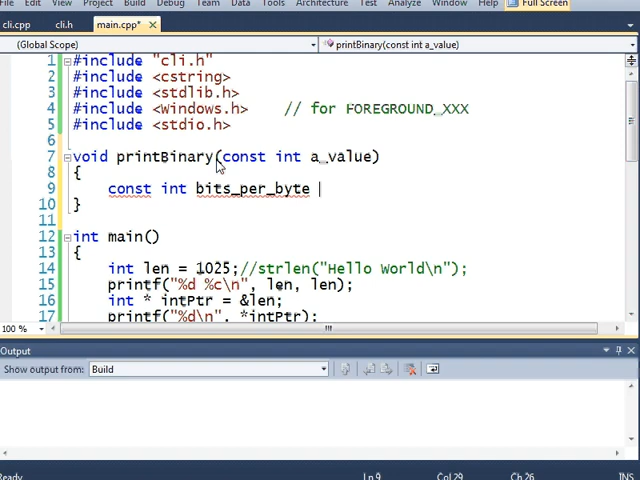 File Edit View Project Build Debug Team Data Tools Architecture Test Analyze Window Help Full Screen
cli.cpp cli.h main.cpp*
(Global Scope) printBinary(const int a_value)
1 #include "cli.h"
2 #include <cstring>
3 #include <stdlib.h>
4 #include <windows.h> // for FOREGROUND_XXX
5 #include <stdio.h>
6
7 void printBinary(const int a_value)
8 {
9 const int bits_per_byte
10 }
11
12 int main()
13 {
14 int len = 1025;//strlen("Hello World\n");
15 printf("%d %c\n", len, len);
16 int * intPtr = &len;
17 printf("%d\n", *intPtr);
100 %
Output
Show output from: Build
Ready Ln 9 Col 29 Ch 26 INS